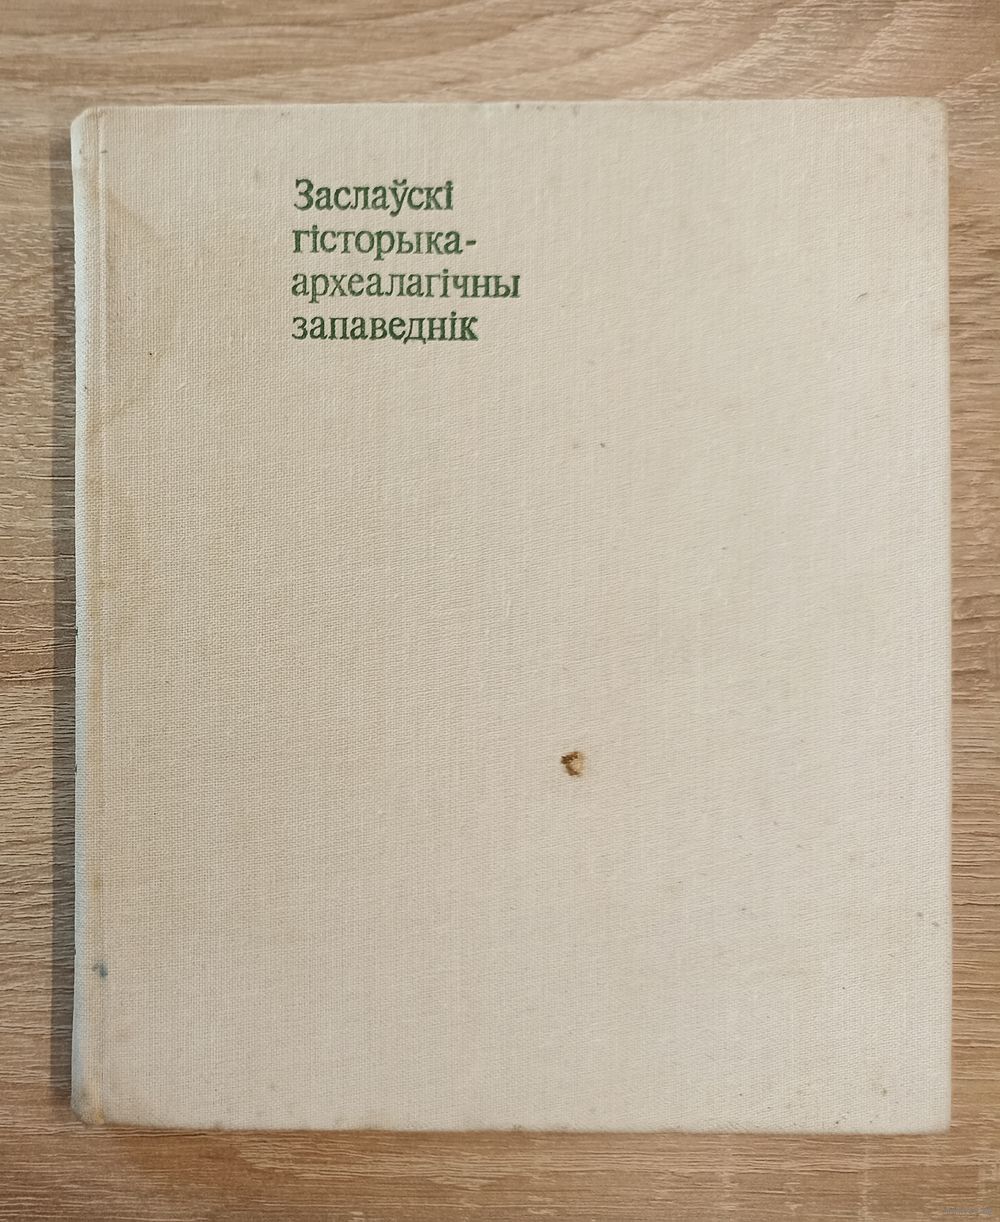 Заслаўскі
гісторыка-
археалагічны
запаведнік